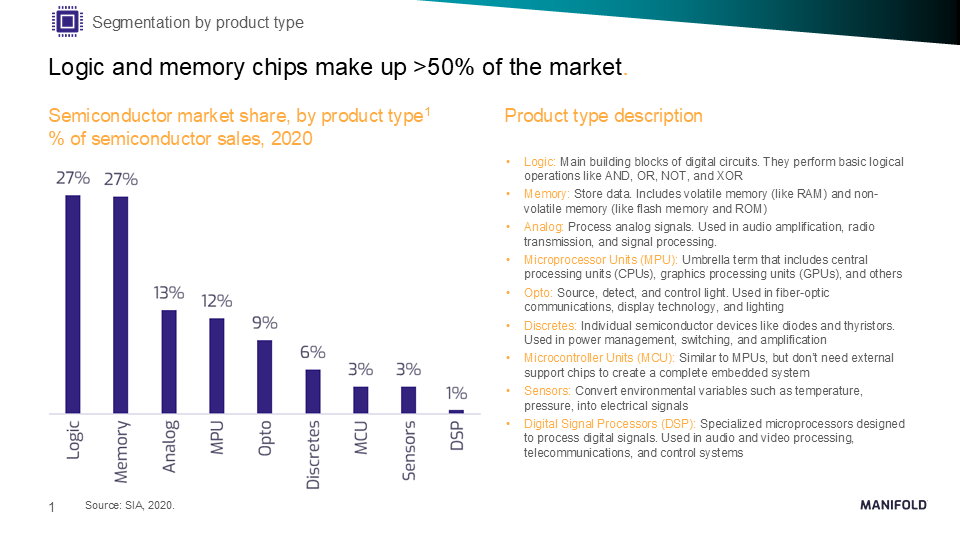 Segmentation by product type
Logic and memory chips make up >50% of the market.
Semiconductor market share, by product type1
% of semiconductor sales, 2020
27%
27%
13%
12%
9%
6%
3%
3%
1%
Logic
Memory
Analog
MPU
Opto
Discretes
MCU
Sensors
DSP
Product type description
• Logic: Main building blocks of digital circuits. They perform basic logical
operations like AND, OR, NOT, and XOR
• Memory: Store data. Includes volatile memory (like RAM) and non-
volatile memory (like flash memory and ROM)
• Analog: Process analog signals. Used in audio amplification, radio
transmission, and signal processing.
• Microprocessor Units (MPU): Umbrella term that includes central
processing units (CPUs), graphics processing units (GPUs), and others
• Opto: Source, detect, and control light. Used in fiber-optic
communications, display technology, and lighting
• Discretes: Individual semiconductor devices like diodes and thyristors.
Used in power management, switching, and amplification
• Microcontroller Units (MCU): Similar to MPUs, but don't need external
support chips to create a complete embedded system
• Sensors: Convert environmental variables such as temperature,
pressure, into electrical signals
• Digital Signal Processors (DSP): Specialized microprocessors designed
to process digital signals. Used in audio and video processing,
telecommunications, and control systems
1
Source: SIA, 2020.
MANIFOLD